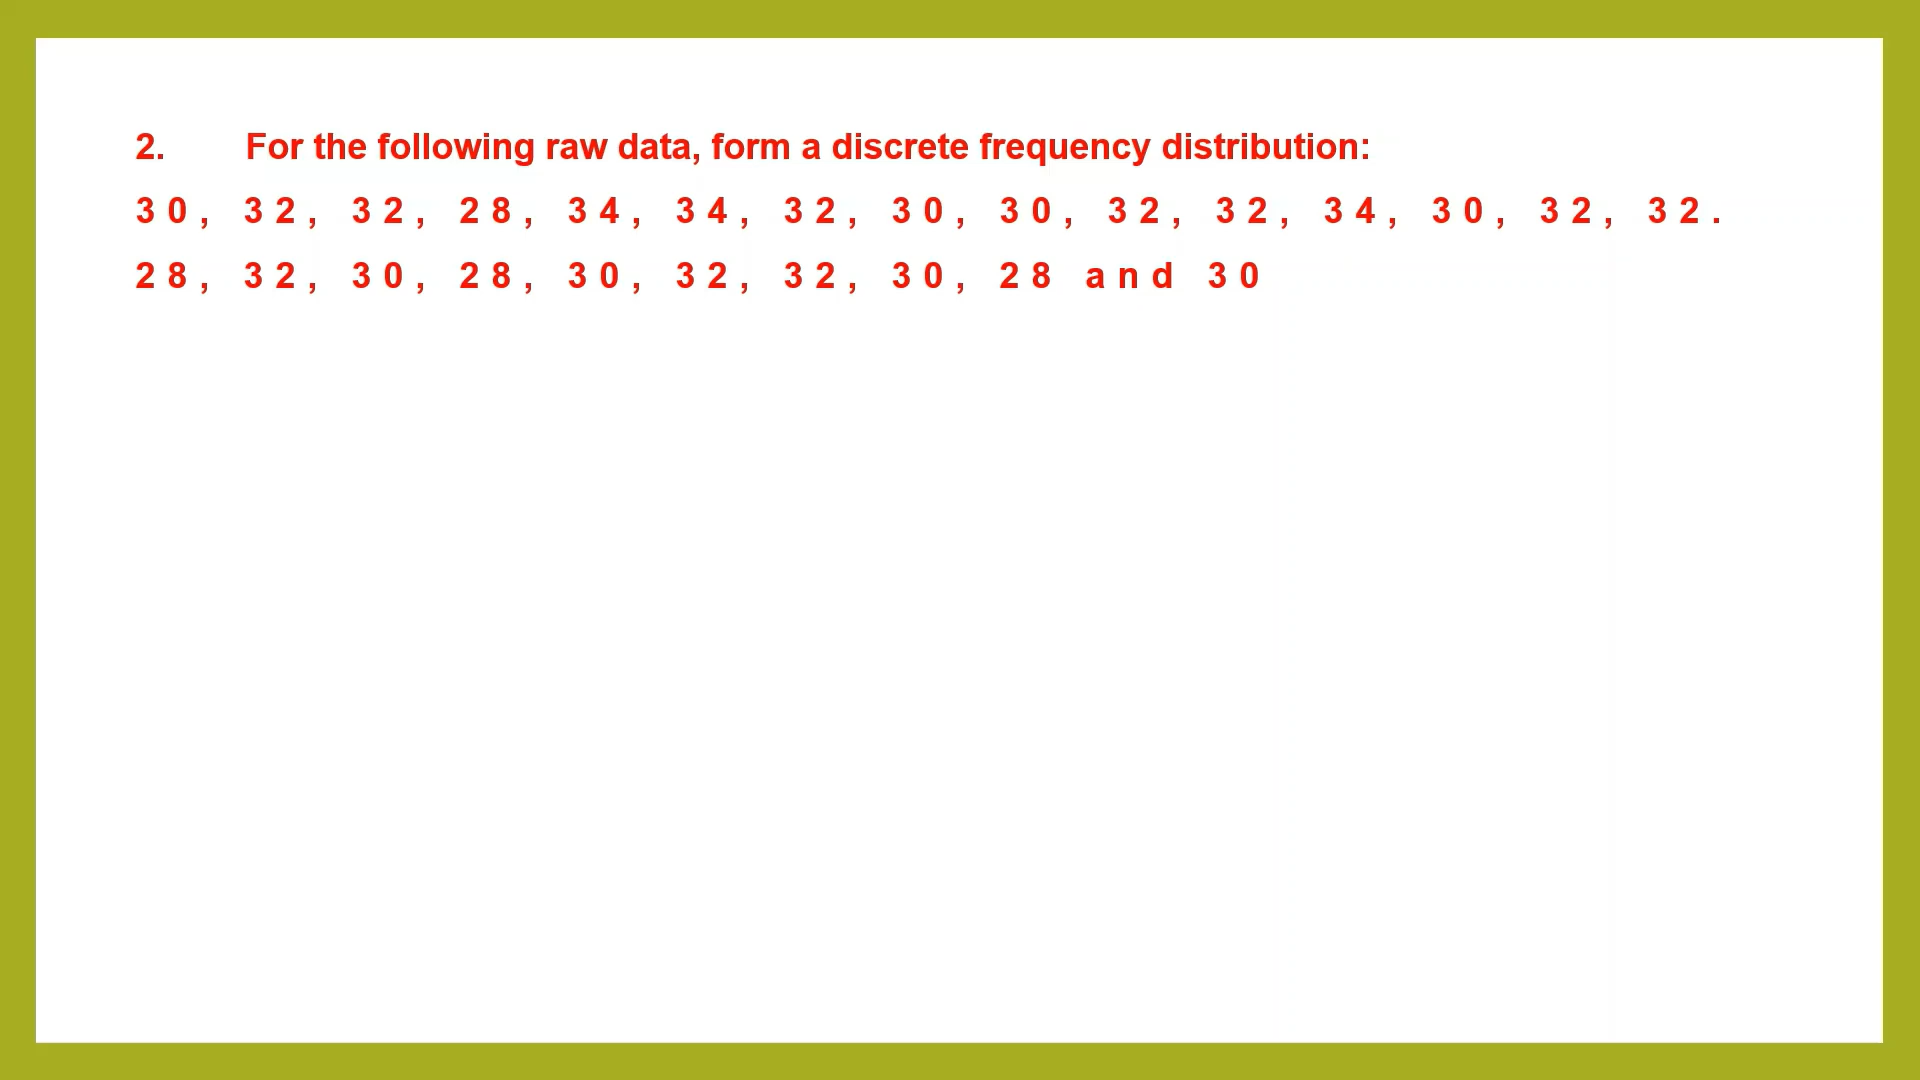 2. For the following raw data, form a discrete frequency distribution:
30, 32, 32, 28, 34, 34, 32, 30, 30, 32, 32, 34, 30, 32, 32.
28, 32, 30, 28, 30, 32, 32, 30, 28 and 30